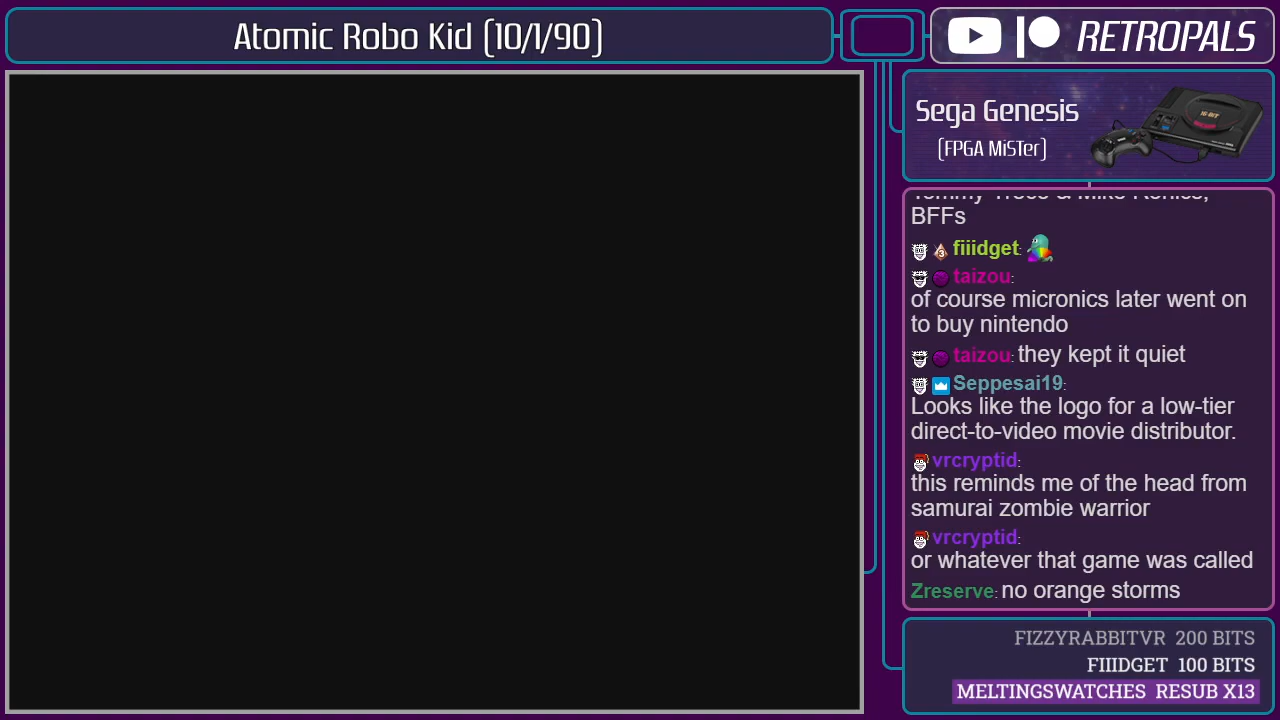 Atomic Robo Kid (10/1/90)
RETROPALS
Sega Genesis
(FPGA MiSTer)
16-BIT
BFFs
fiiidget:
taizou:
of course micronics later went on
to buy nintendo
taizou: they kept it quiet
Seppesai19:
Looks like the logo for a low-tier
direct-to-video movie distributor.
vrcryptid:
this reminds me of the head from
samurai zombie warrior
vrcryptid:
or whatever that game was called
Zreserve: no orange storms
FIZZYRABBITVR 200 BITS
FIIIDGET 100 BITS
MELTINGSWATCHES RESUB X13